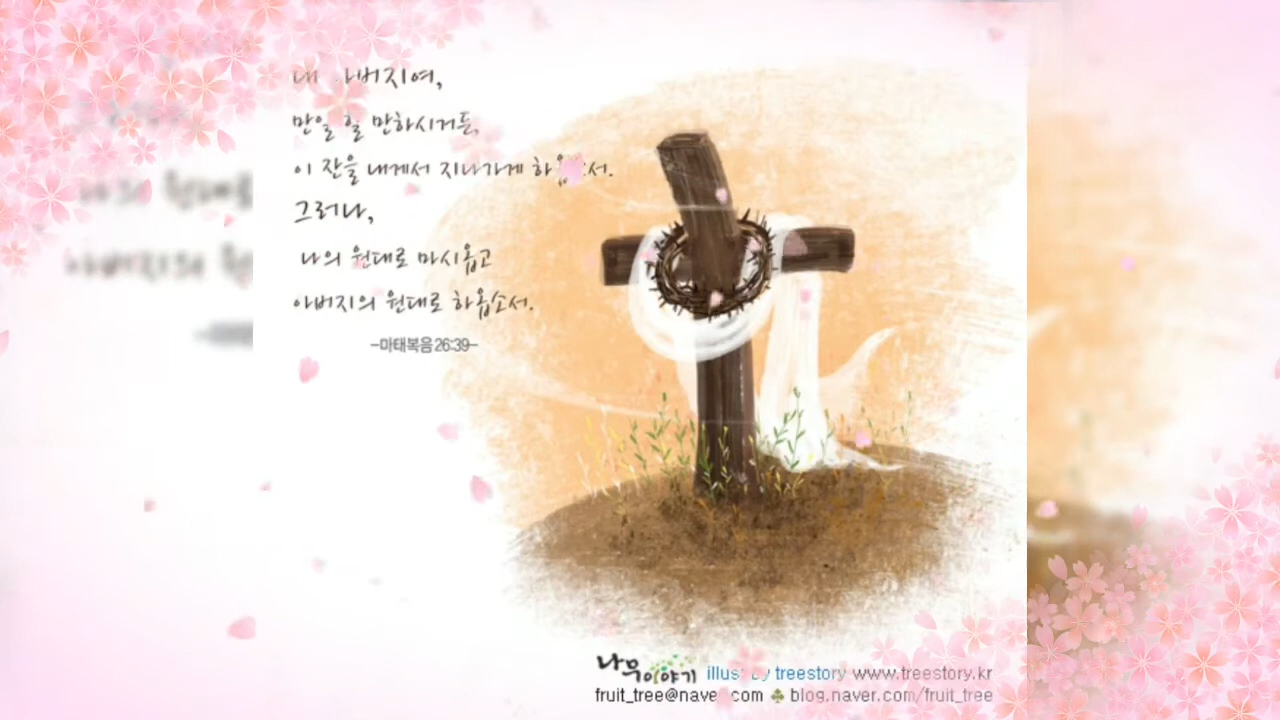 내 아버지여,
만일 할 만하시거든,
이 잔을 내게서 지나가게 하옵소서.
그러나,
나의 원대로 마시옵고
아버지의 원대로 하옵소서.
-마태복음 26:39-
나무이야기 illust by treestory www.treestory.kr
fruit_tree@naver.com ♣ blog.naver.com/fruit_tree